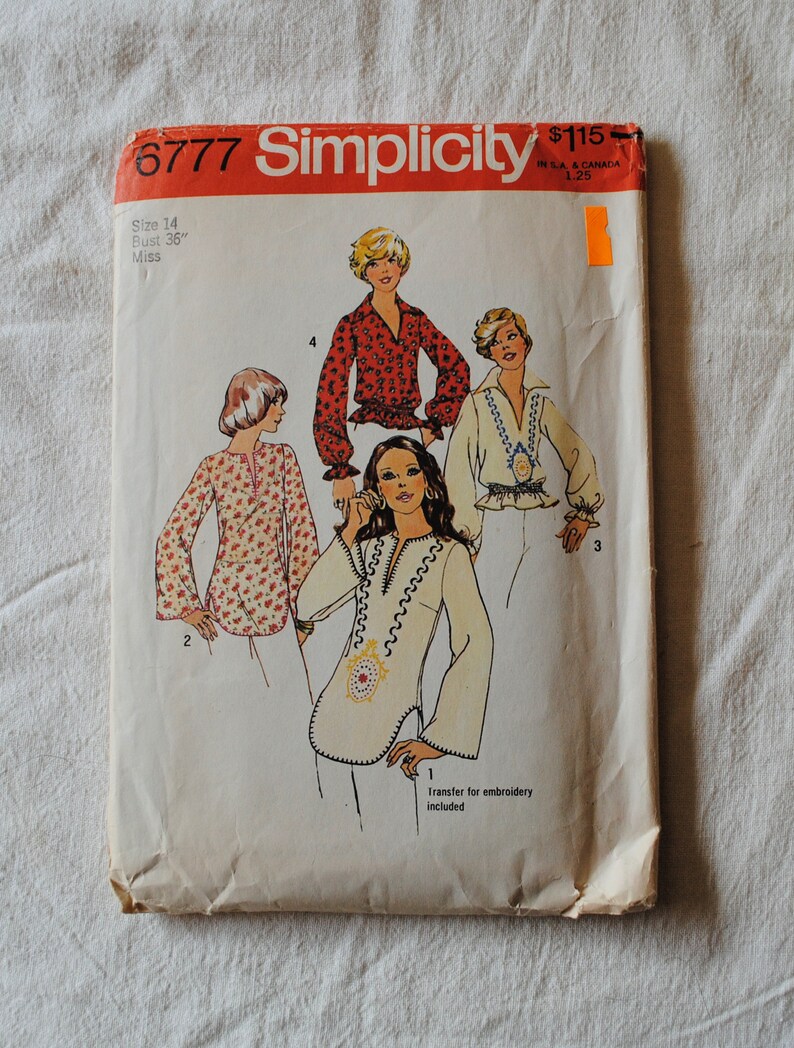 6777 Simplicity $1.15
IN S.A. & CANADA
1.25
Size 14
Bust 36"
Miss
4
3
2
1
Transfer for embroidery
included